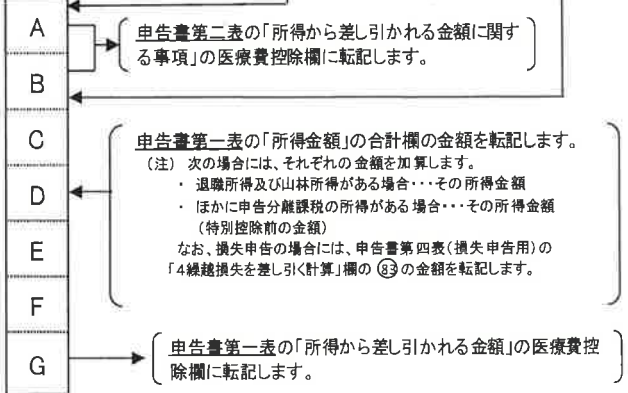 A
申告書第二表の「所得から差し引かれる金額に関す
る事項」の医療費控除欄に転記します。
B
C
申告書第一表の「所得金額」の合計欄の金額を転記します。
(注) 次の場合には、それぞれの金額を加算します。
・ 退職所得及び山林所得がある場合・・・その所得金額
D
・ ほかに申告分離課税の所得がある場合・・・その所得金額
(特別控除前の金額)
E
なお、損失申告の場合には、申告書第四表(損失申告用)の
「4繰越損失を差し引く計算」欄の ㊃の金額を転記します。
F
G
申告書第一表の「所得から差し引かれる金額」の医療費控
除欄に転記します。